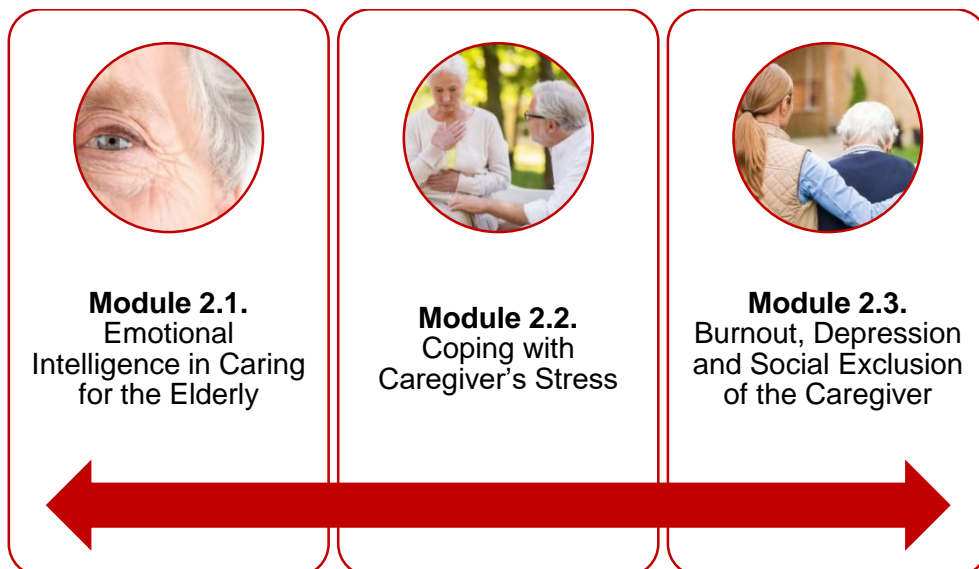 Module 2.1.
Emotional
Intelligence in Caring
for the Elderly
Module 2.2.
Coping with
Caregiver's Stress
Module 2.3.
Burnout, Depression
and Social Exclusion
of the Caregiver